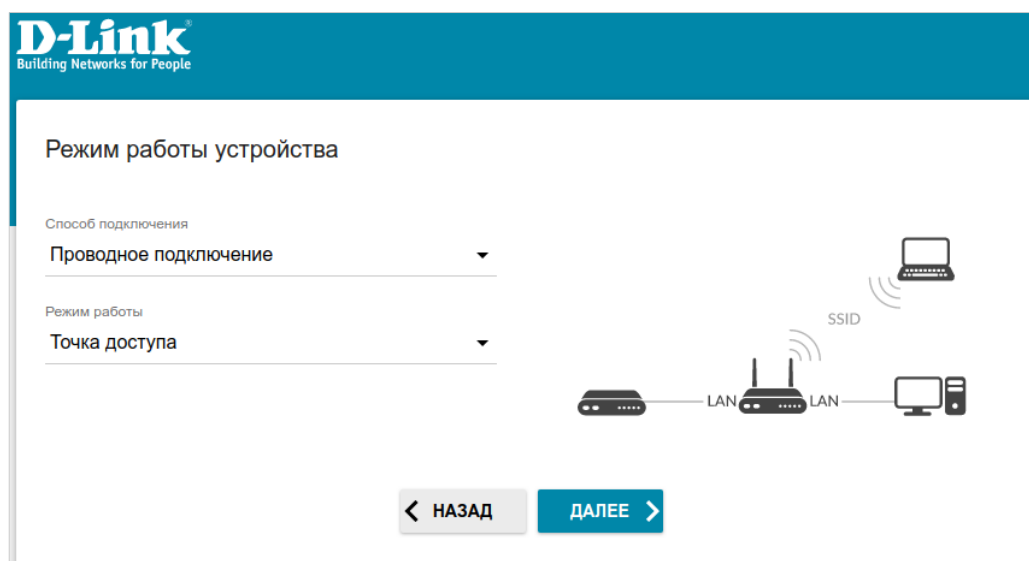 D-Link®
Building Networks for People
Режим работы устройства
Способ подключения
Проводное подключение
Режим работы
Точка доступа
SSID
LAN
LAN
НАЗАД
ДАЛЕЕ